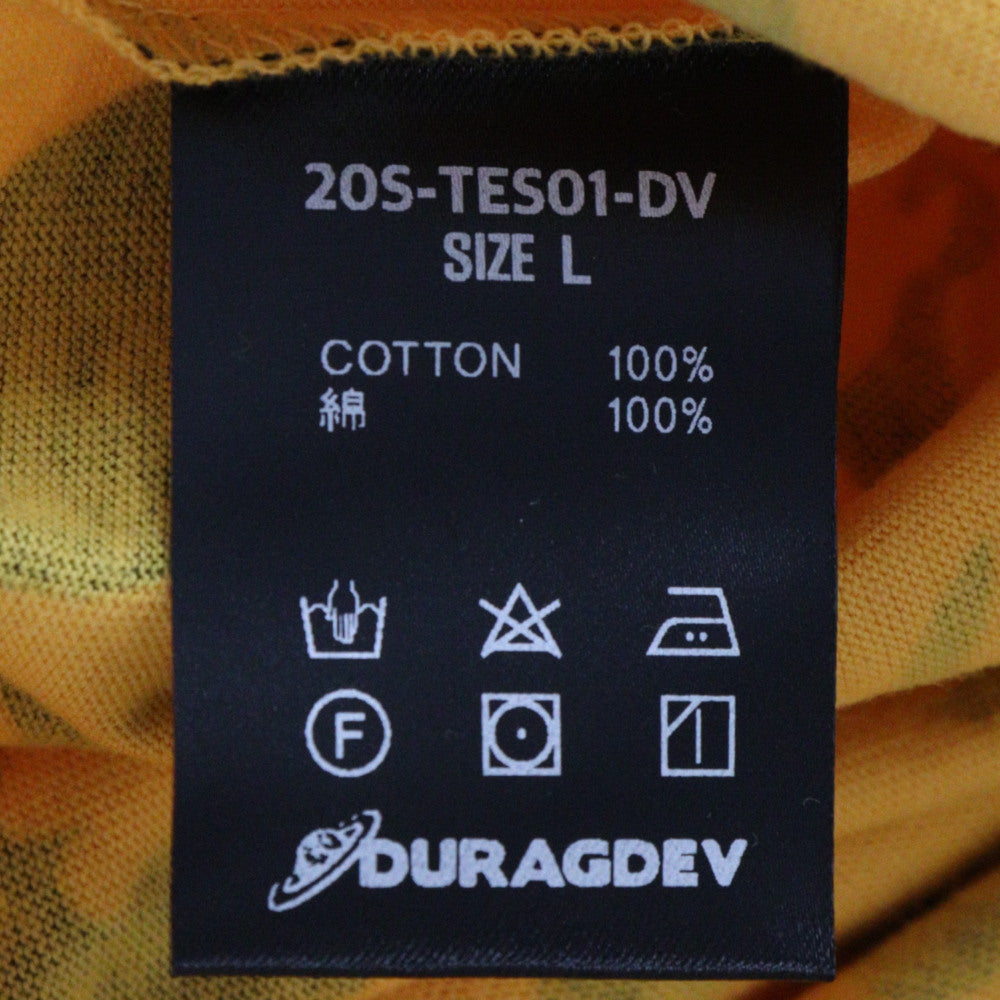 20S-TES01-DV
SIZE L
COTTON 100%
綿 100%
F
DURAGDEV